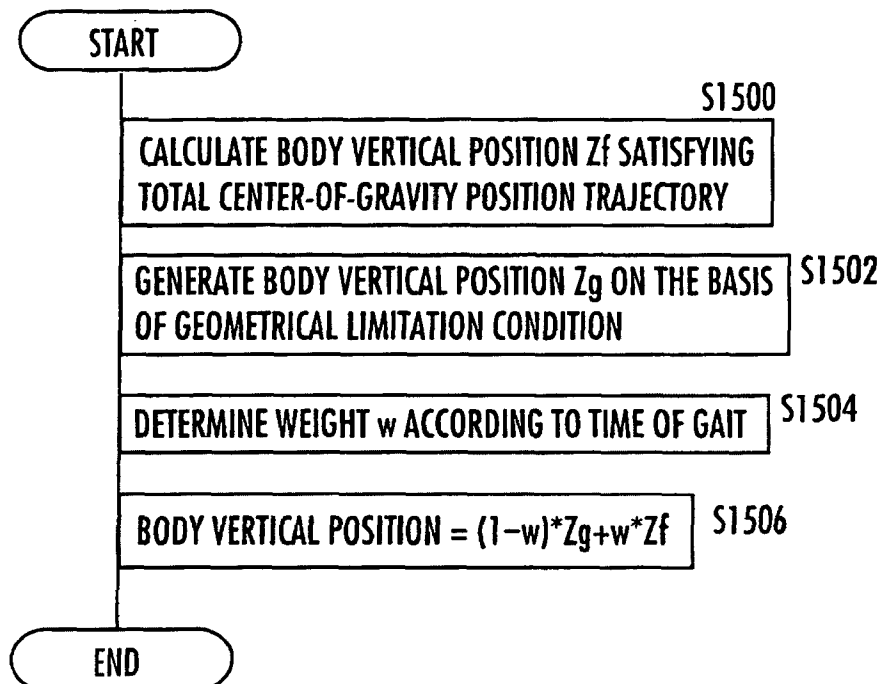 START
S1500
CALCULATE BODY VERTICAL POSITION Zf SATISFYING
TOTAL CENTER-OF-GRAVITY POSITION TRAJECTORY
GENERATE BODY VERTICAL POSITION Zg ON THE BASIS
OF GEOMETRICAL LIMITATION CONDITION
S1502
DETERMINE WEIGHT w ACCORDING TO TIME OF GAIT
S1504
BODY VERTICAL POSITION = (1-w)*Zg+w*Zf
S1506
END